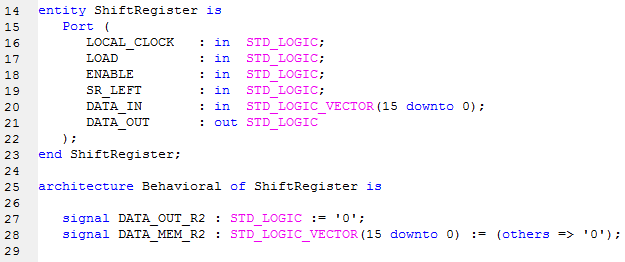 14 entity ShiftRegister is
15    Port (
16       LOCAL_CLOCK   : in  STD_LOGIC;
17       LOAD          : in  STD_LOGIC;
18       ENABLE        : in  STD_LOGIC;
19       SR_LEFT       : in  STD_LOGIC;
20       DATA_IN       : in  STD_LOGIC_VECTOR(15 downto 0);
21       DATA_OUT      : out STD_LOGIC
22    );
23 end ShiftRegister;
24
25 architecture Behavioral of ShiftRegister is
26
27    signal DATA_OUT_R2 : STD_LOGIC := '0';
28    signal DATA_MEM_R2 : STD_LOGIC_VECTOR(15 downto 0) := (others => '0');
29